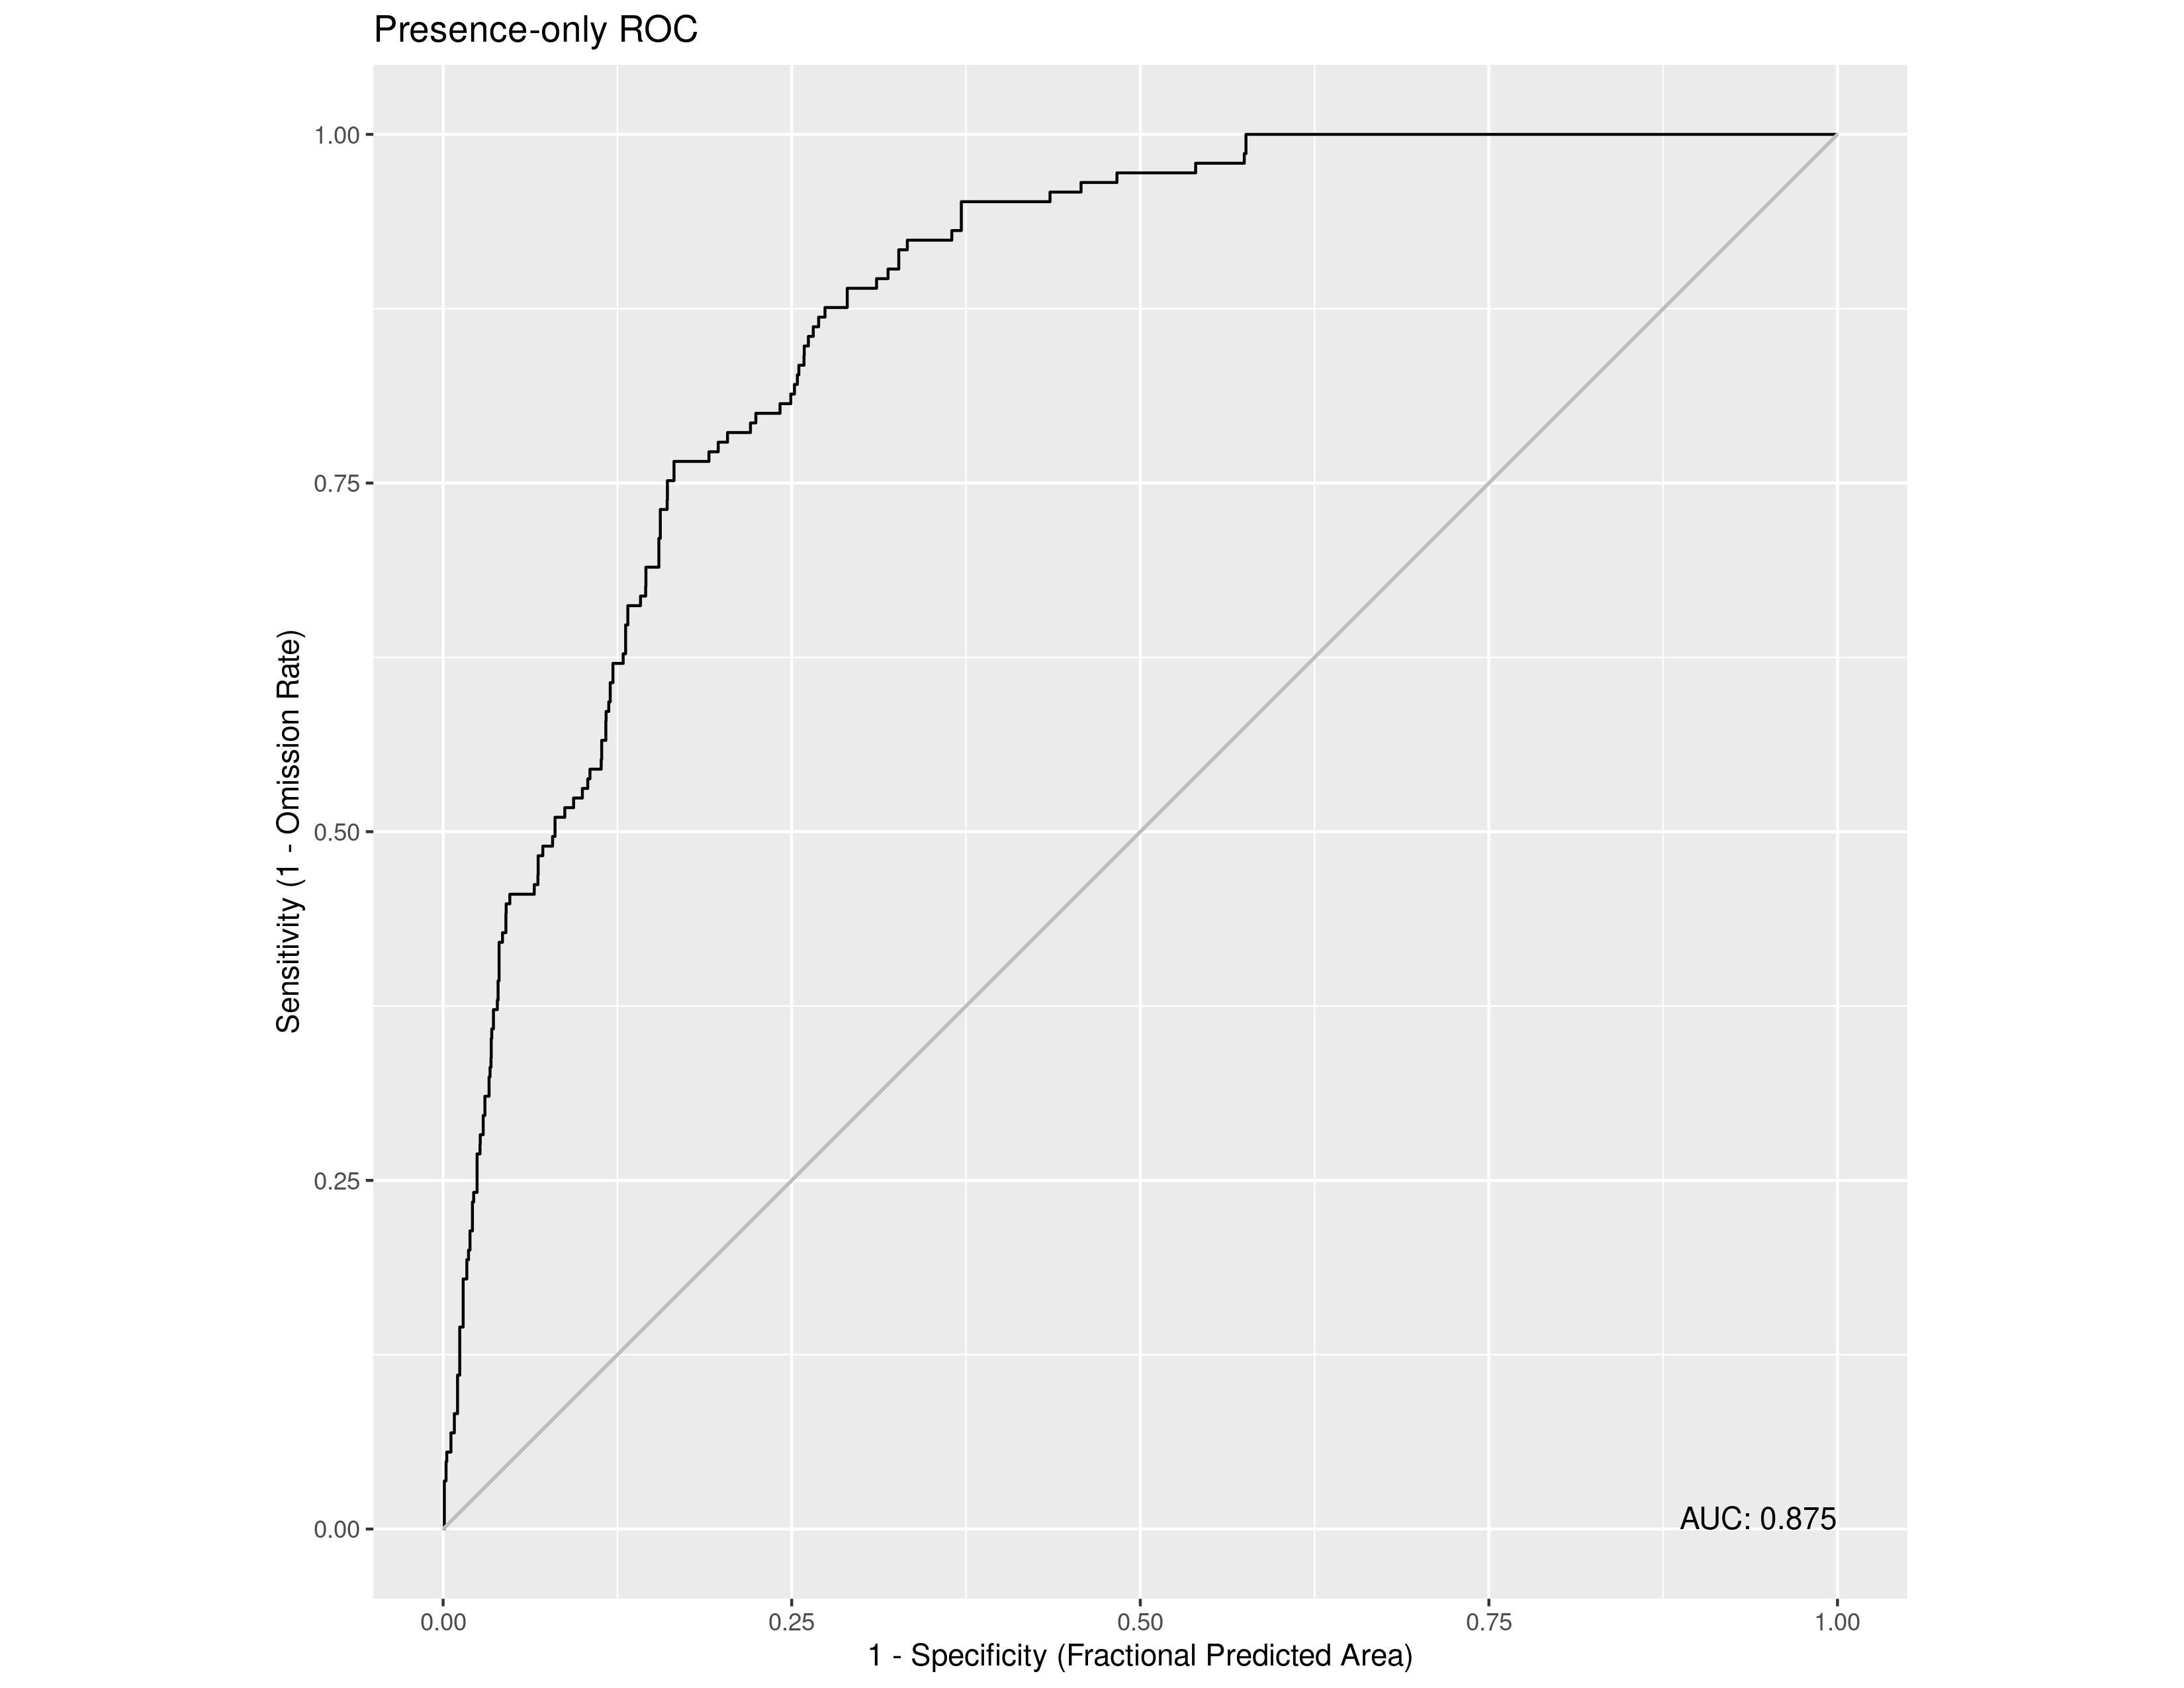 Presence-only ROC
Sensitivity (1 - Omission Rate)
1.00
0.75
0.50
0.25
0.00
AUC: 0.875
0.00 0.25 0.50 0.75 1.00
1 - Specificity (Fractional Predicted Area)